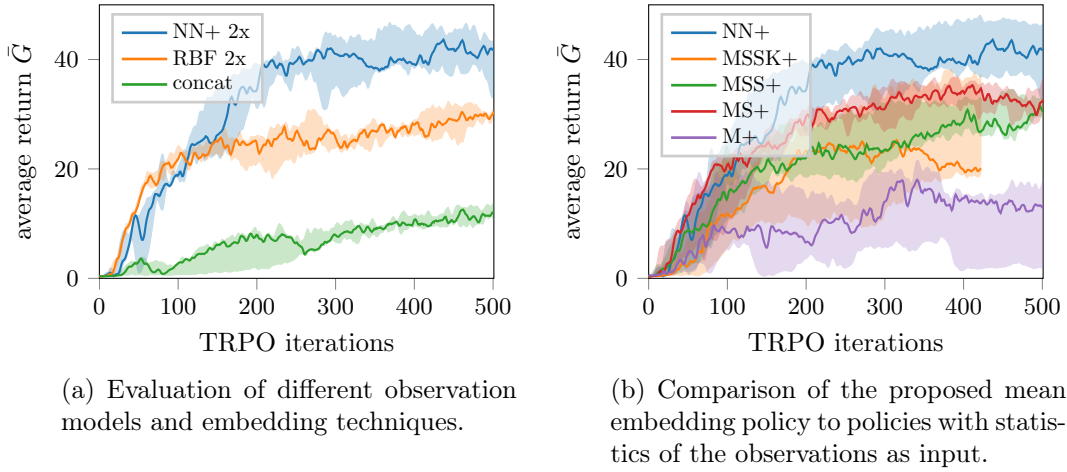 average return Ḡ
40
20
0
NN+ 2x
RBF 2x
concat
0 100 200 300 400 500
TRPO iterations
(a) Evaluation of different observation
models and embedding techniques.
average return Ḡ
40
20
0
NN+
MSSK+
MSS+
MS+
M+
0 100 200 300 400 500
TRPO iterations
(b) Comparison of the proposed mean
embedding policy to policies with statis-
tics of the observations as input.